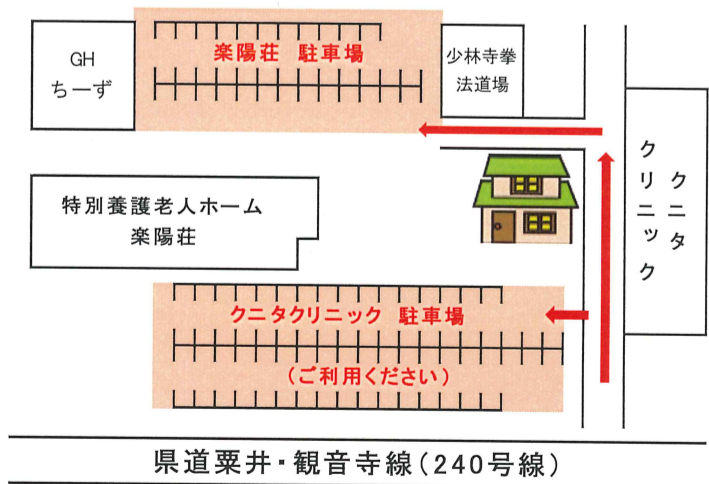 GH
ちーず
楽陽荘 駐車場
少林寺拳
法道場
クニタ
クリニック
特別養護老人ホーム
楽陽荘
クニタクリニック 駐車場
(ご利用ください)
県道粟井・観音寺線(240号線)